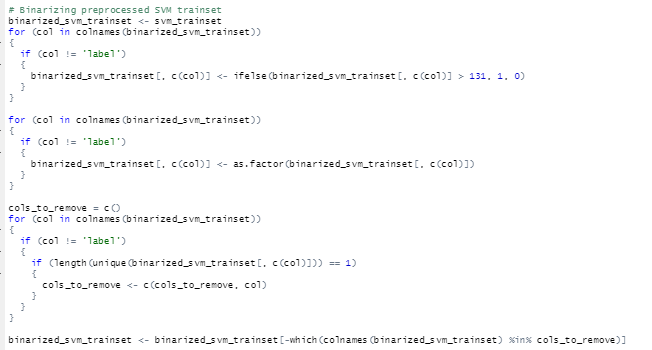 # Binarizing preprocessed SVM trainset
binarized_svm_trainset <- svm_trainset
for (col in colnames(binarized_svm_trainset))
{
  if (col != 'label')
  {
    binarized_svm_trainset[, c(col)] <- ifelse(binarized_svm_trainset[, c(col)] > 131, 1, 0)
  }
}

for (col in colnames(binarized_svm_trainset))
{
  if (col != 'label')
  {
    binarized_svm_trainset[, c(col)] <- as.factor(binarized_svm_trainset[, c(col)])
  }
}

cols_to_remove = c()
for (col in colnames(binarized_svm_trainset))
{
  if (col != 'label')
  {
    if (length(unique(binarized_svm_trainset[, c(col)])) == 1)
    {
      cols_to_remove <- c(cols_to_remove, col)
    }
  }
}

binarized_svm_trainset <- binarized_svm_trainset[-which(colnames(binarized_svm_trainset) %in% cols_to_remove)]